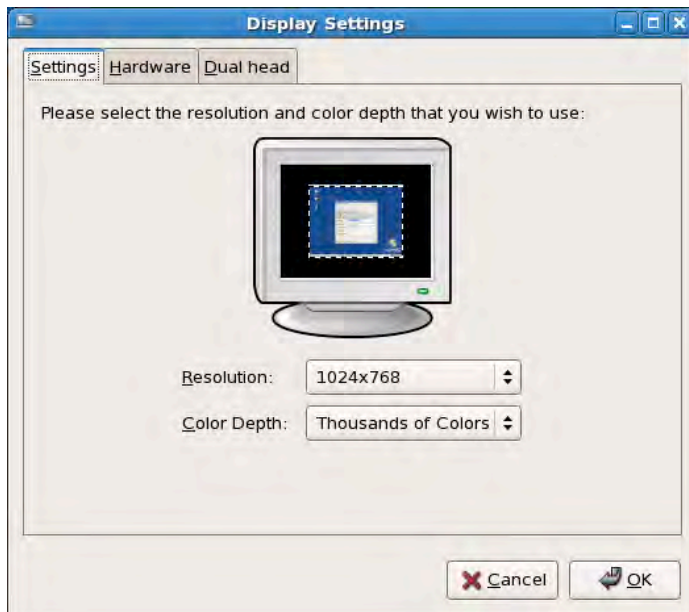 Display Settings
Settings Hardware Dual head
Please select the resolution and color depth that you wish to use:
Resolution: 1024x768
Color Depth: Thousands of Colors
Cancel OK